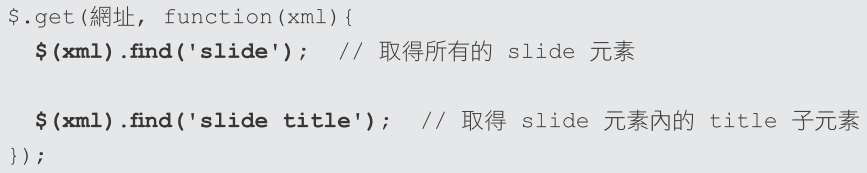 $.get(網址, function(xml){
  $(xml).find('slide');  // 取得所有的 slide 元素
  $(xml).find('slide title');  // 取得 slide 元素內的 title 子元素
});